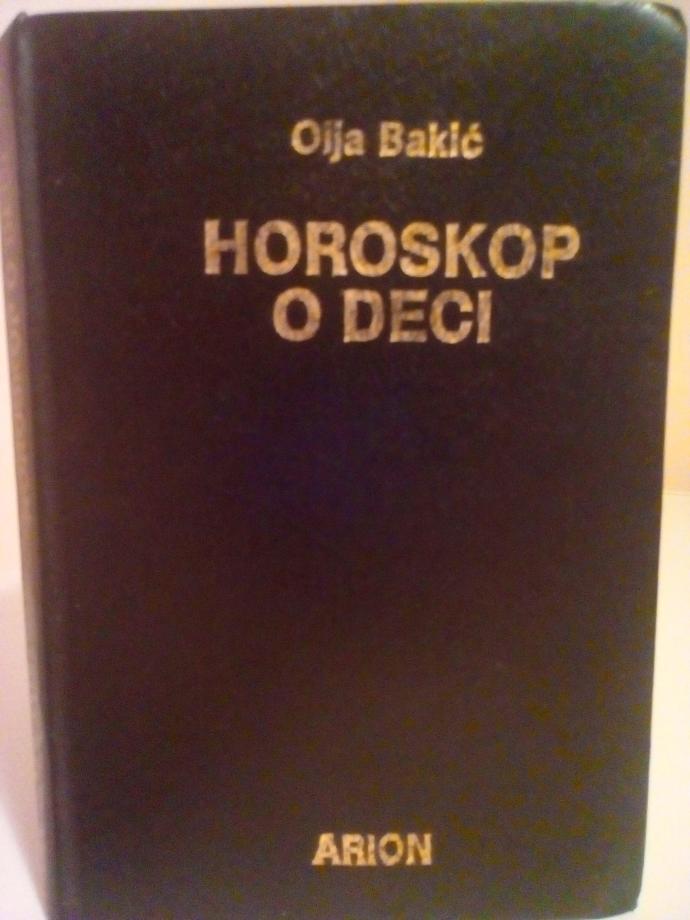 Olja Bakić
HOROSKOP
O DECI
ARION